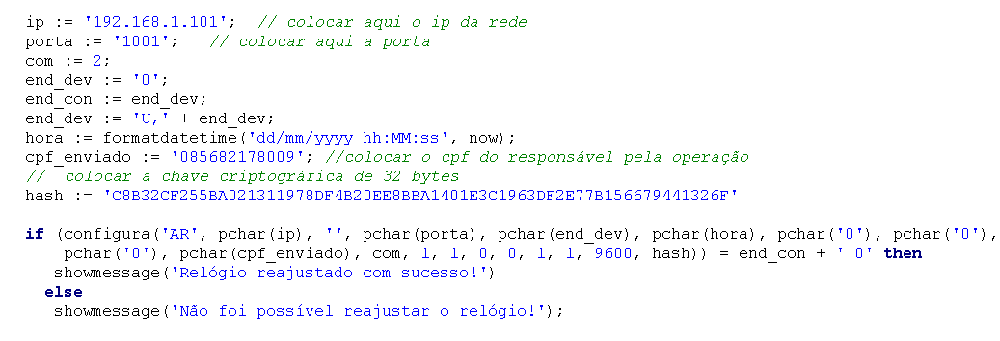 ip := '192.168.1.101';  // colocar aqui o ip da rede
porta := '1001';   // colocar aqui a porta
com := 2;
end_dev := '0';
end_con := end_dev;
end_dev := 'U,' + end_dev;
hora := formatdatetime('dd/mm/yyyy hh:MM:ss', now);
cpf_enviado := '085682178009'; //colocar o cpf do responsável pela operação
//  colocar a chave criptográfica de 32 bytes
hash := 'C8B32CF255BA021311978DF4B20EE8BBA1401E3C1963DF2E77B156679441326F'
if (configura('AR', pchar(ip), '', pchar(porta), pchar(end_dev), pchar(hora), pchar('0'), pchar('0'),
pchar('0'), pchar(cpf_enviado), com, 1, 1, 0, 0, 1, 1, 9600, hash)) = end_con + ' 0' then
showmessage('Relógio reajustado com sucesso!')
else
showmessage('Não foi possível reajustar o relógio!');